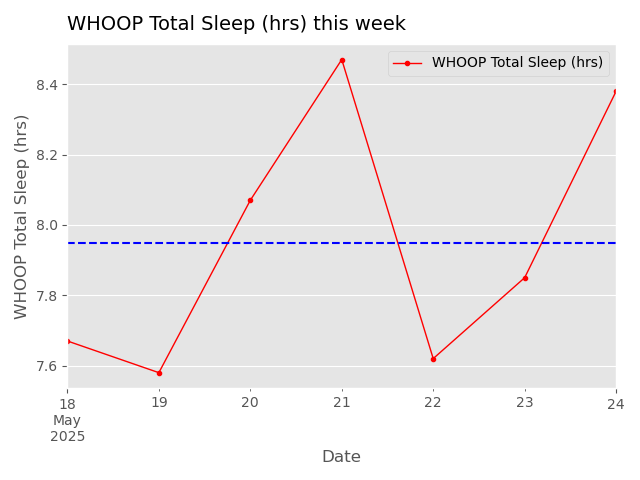 WHOOP Total Sleep (hrs) this week
WHOOP Total Sleep (hrs)
WHOOP Total Sleep (hrs)
8.4
8.2
8.0
7.8
7.6
18 19 20 21 22 23 24
May
2025
Date